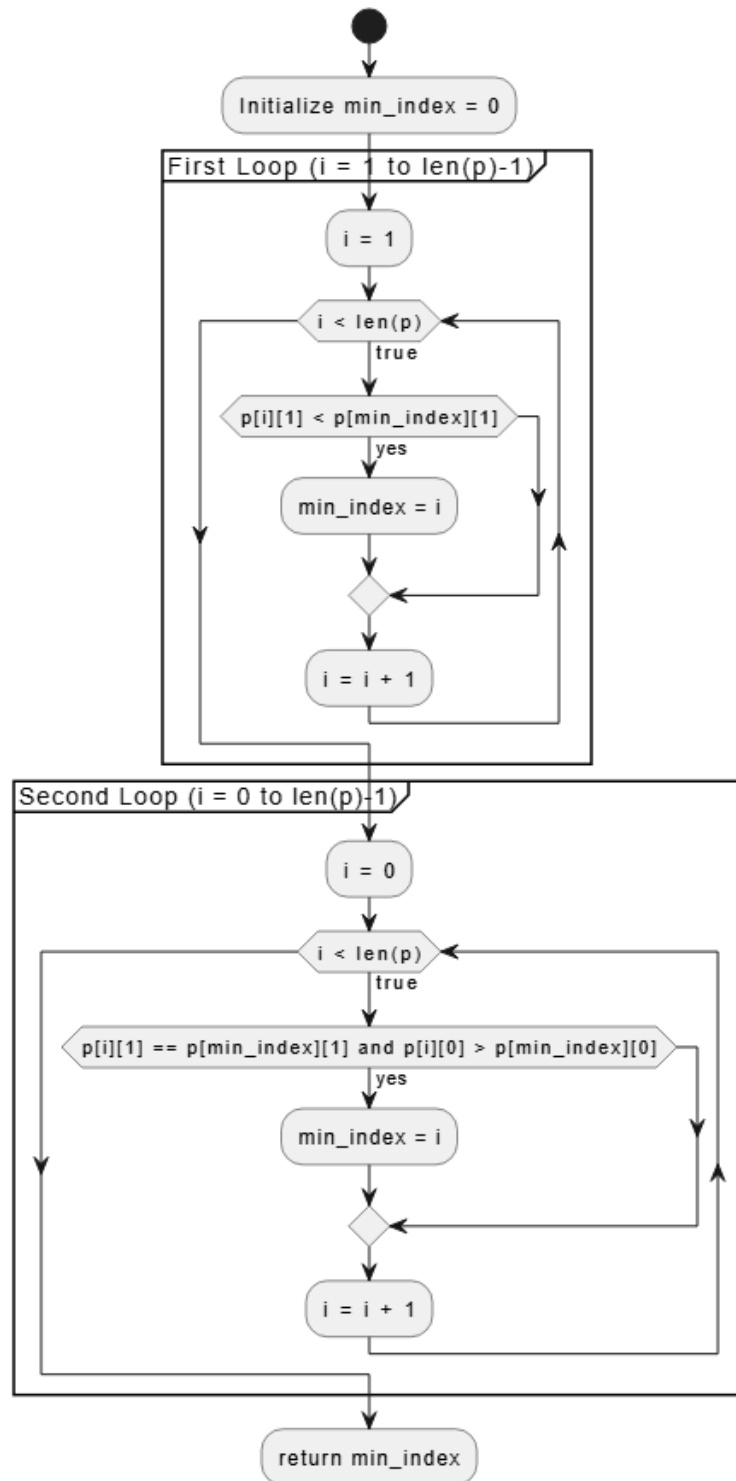 Initialize min_index = 0
First Loop (i = 1 to len(p)-1)
i = 1
i < len(p)
true
p[i][1] < p[min_index][1]
yes
min_index = i
i = i + 1
Second Loop (i = 0 to len(p)-1)
i = 0
i < len(p)
true
p[i][1] == p[min_index][1] and p[i][0] > p[min_index][0]
yes
min_index = i
i = i + 1
return min_index